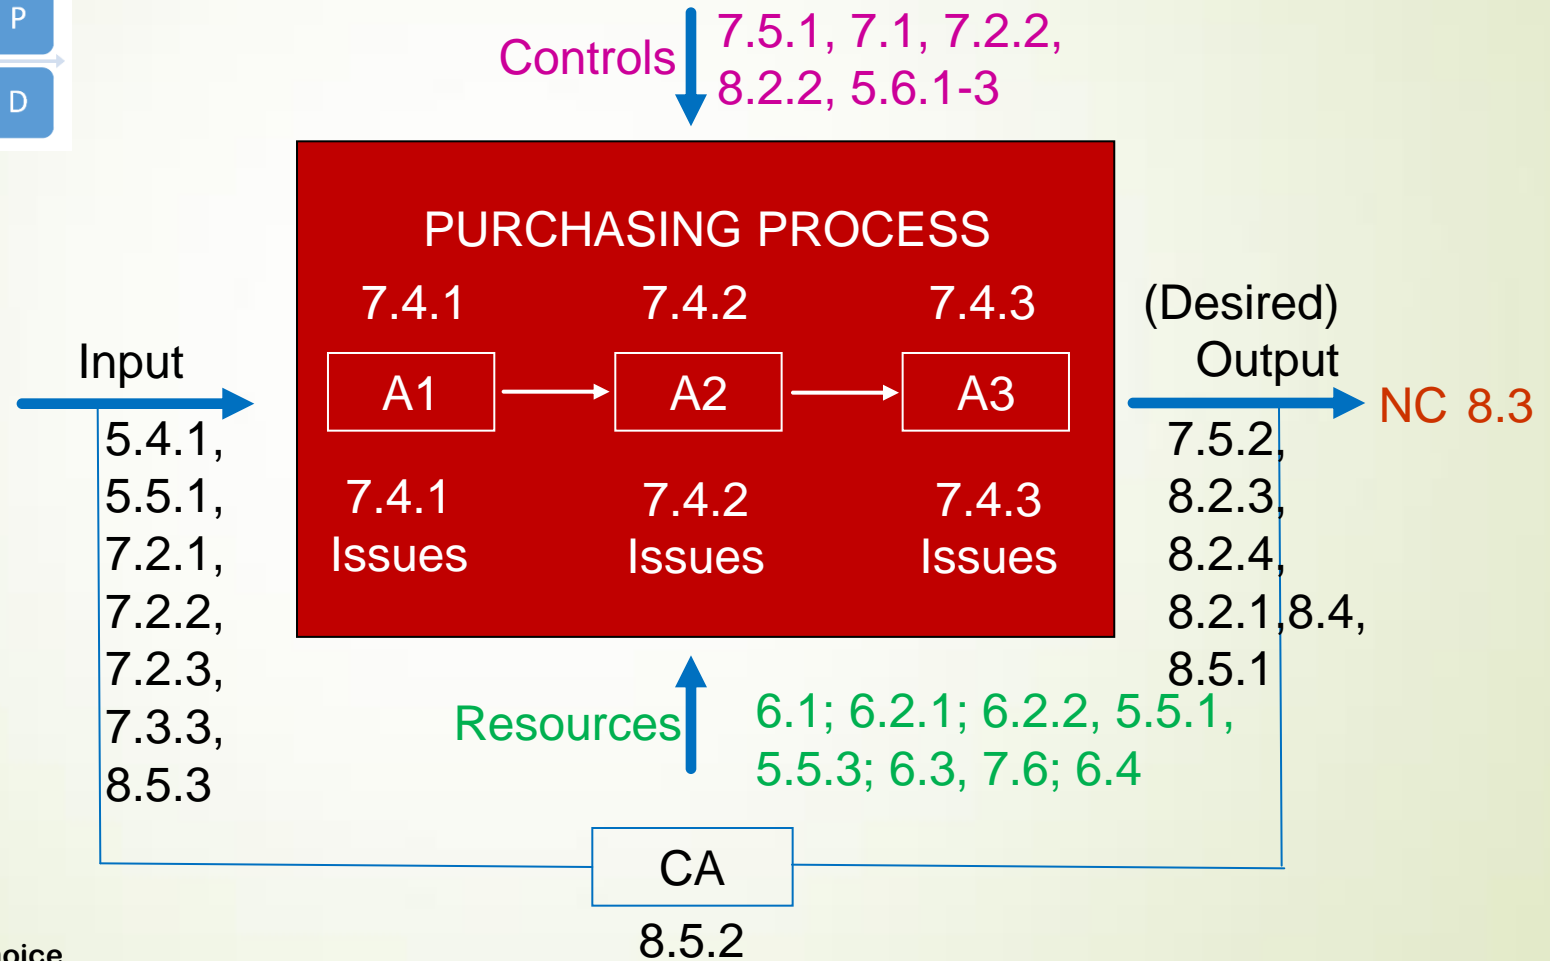 P
D
Controls
7.5.1, 7.1, 7.2.2,
8.2.2, 5.6.1-3
PURCHASING PROCESS
7.4.1 7.4.2 7.4.3
A1 A2 A3
7.4.1 7.4.2 7.4.3
Issues Issues Issues
Input
5.4.1,
5.5.1,
7.2.1,
7.2.2,
7.2.3,
7.3.3,
8.5.3
(Desired)
Output
NC 8.3
7.5.2,
8.2.3,
8.2.4,
8.2.1,8.4,
8.5.1
Resources
6.1; 6.2.1; 6.2.2, 5.5.1,
5.5.3; 6.3, 7.6; 6.4
CA
8.5.2